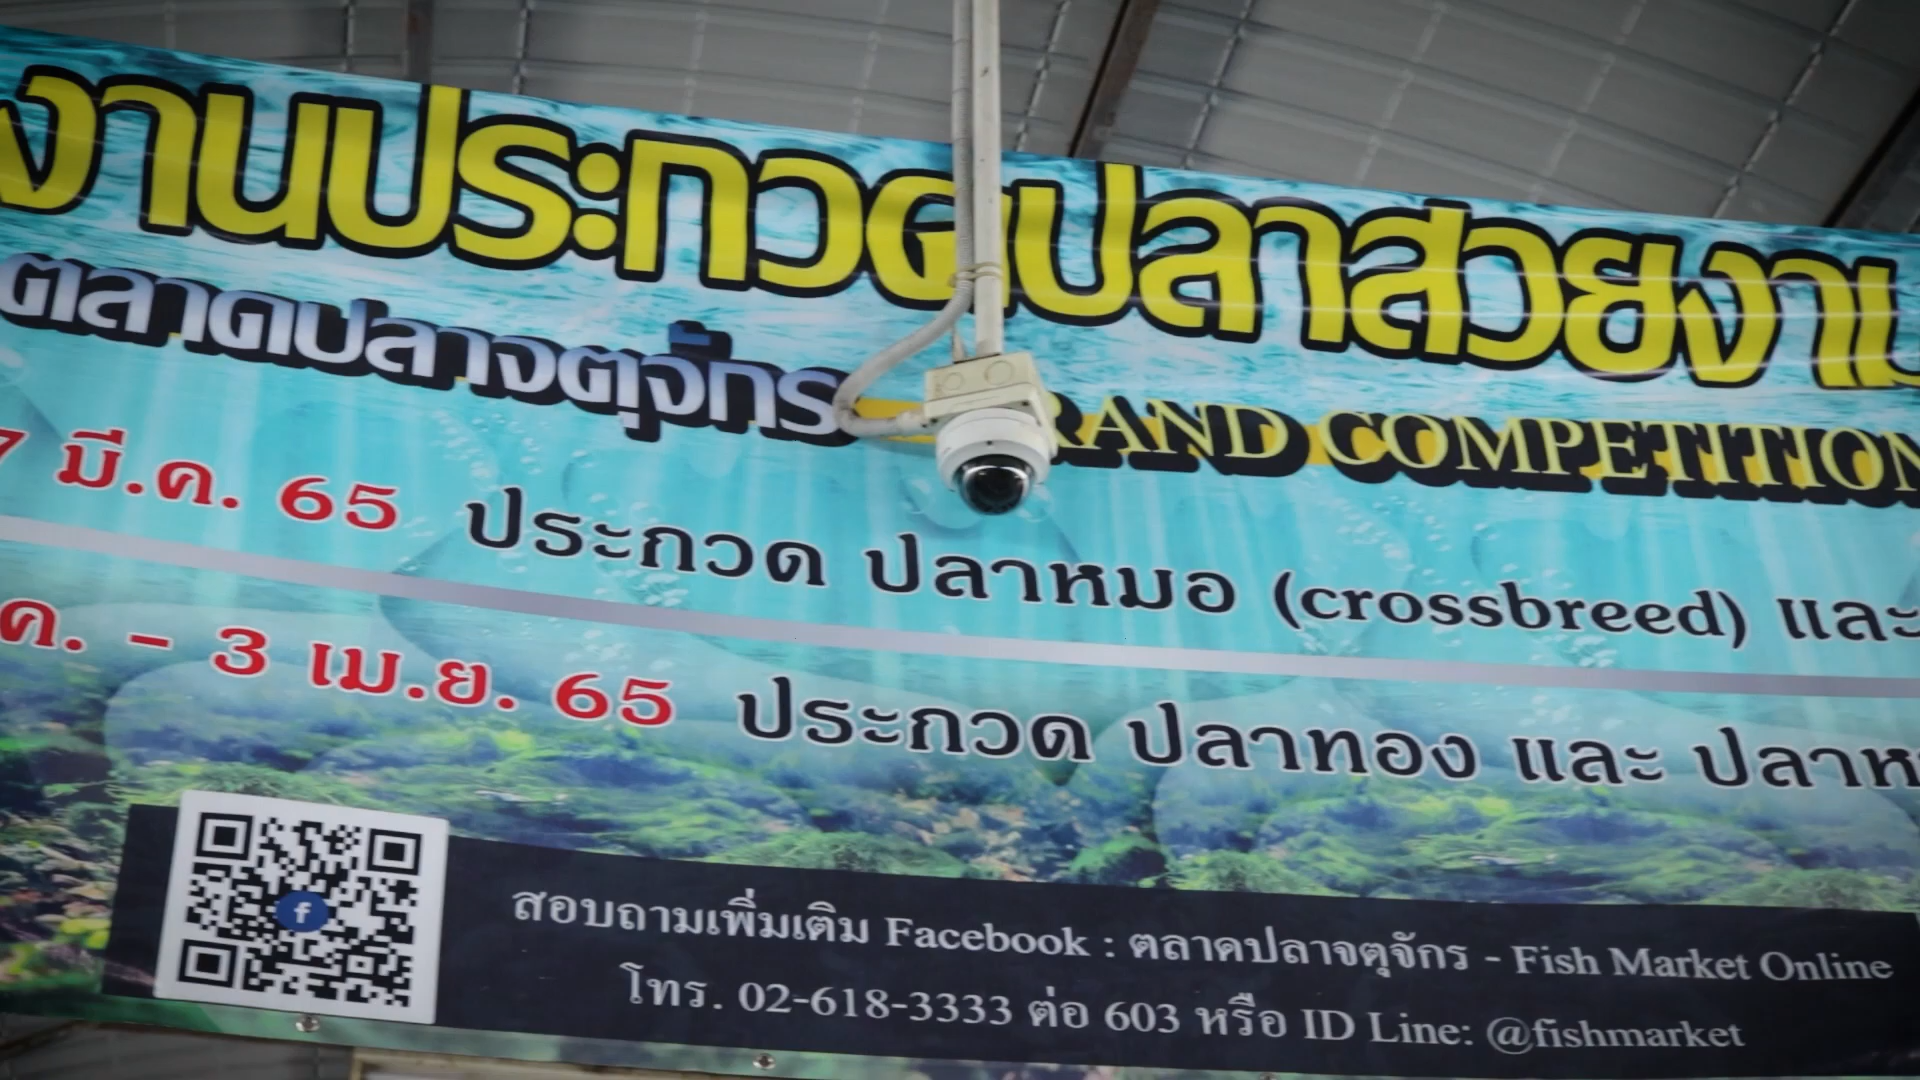 งานประกวดปลาสวยงาม
ตลาดปลาจตุจักร GRAND COMPETITION
7 มี.ค. 65 ประกวด ปลาหมอ (crossbreed) และ
ค. - 3 เม.ย. 65 ประกวด ปลาทอง และ ปลาห
f
สอบถามเพิ่มเติม Facebook : ตลาดปลาจตุจักร - Fish Market Online
โทร. 02-618-3333 ต่อ 603 หรือ ID Line: @fishmarket